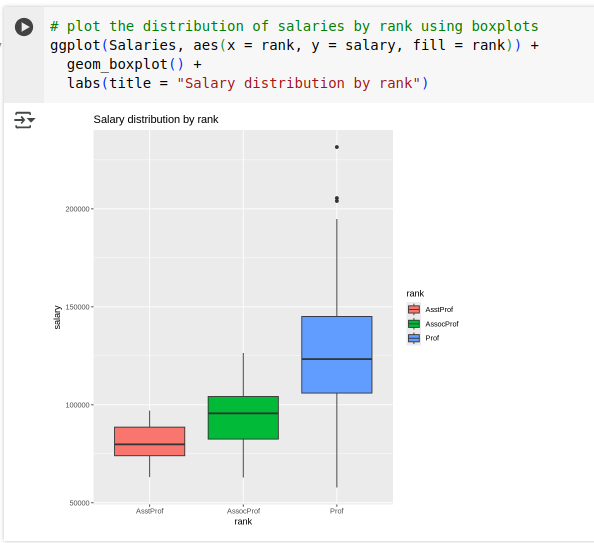 # plot the distribution of salaries by rank using boxplots
ggplot(Salaries, aes(x = rank, y = salary, fill = rank)) +
  geom_boxplot() +
  labs(title = "Salary distribution by rank")
Salary distribution by rank
200000
150000
100000
50000
salary
AsstProf AssocProf Prof
rank
rank
AsstProf
AssocProf
Prof